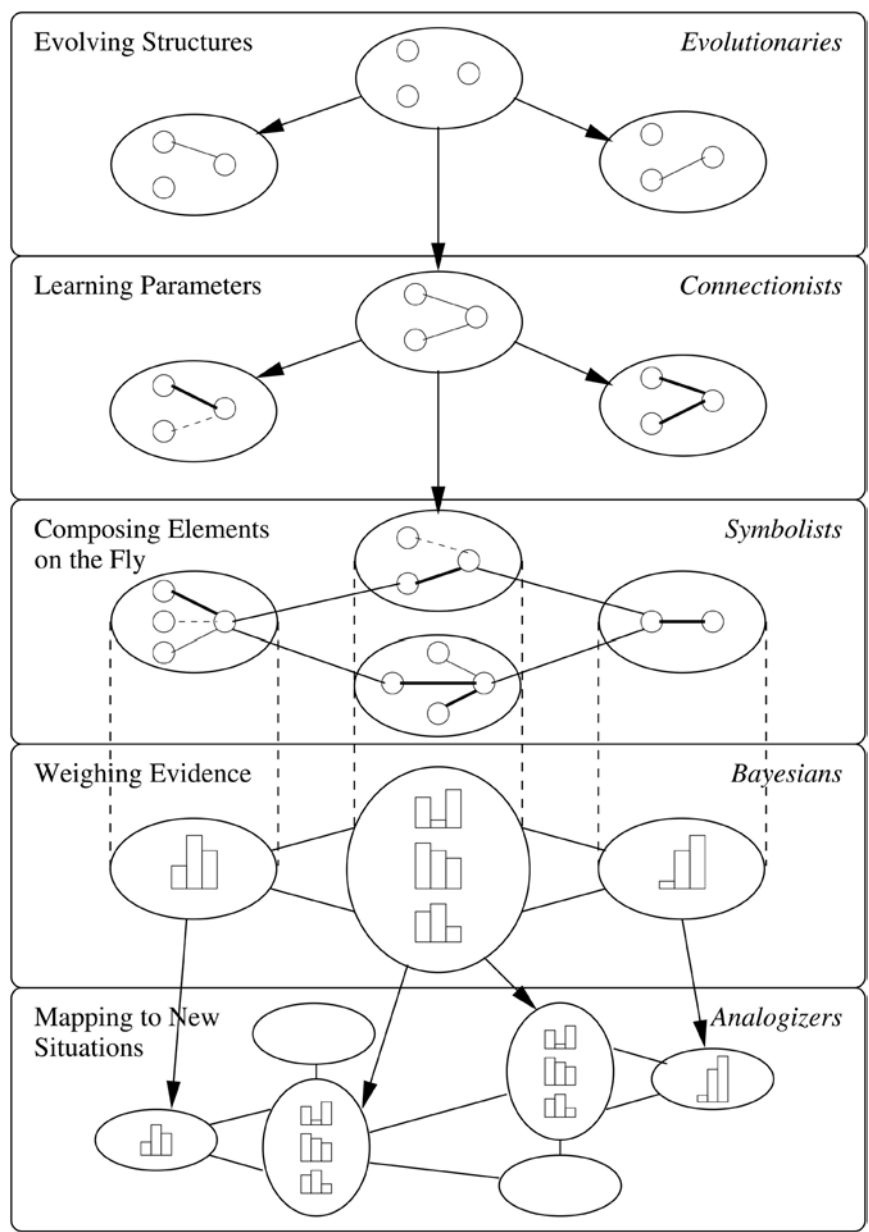 Evolving Structures
Evolutionaries
Learning Parameters
Connectionists
Composing Elements
on the Fly
Symbolists
Weighing Evidence
Bayesians
Mapping to New
Situations
Analogizers